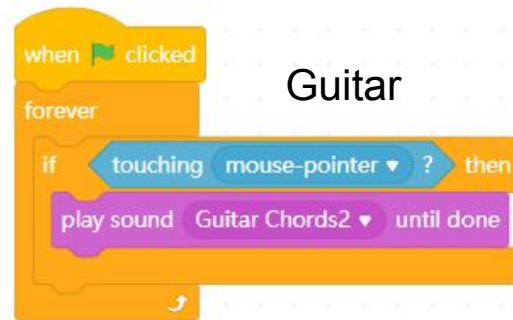 when clicked
Guitar
forever
if touching mouse-pointer ? then
play sound Guitar Chords2 until done